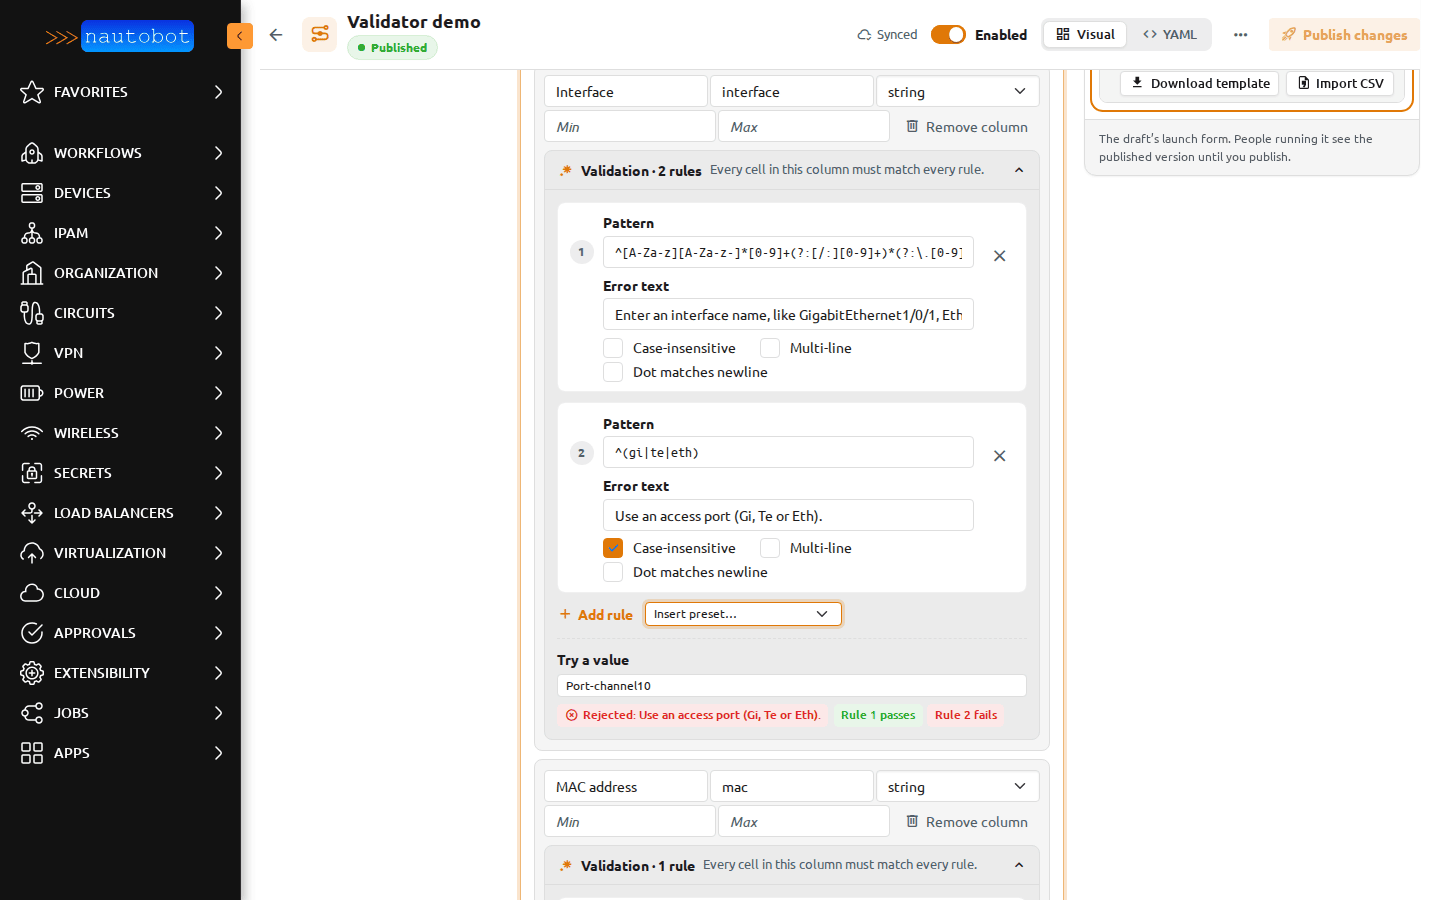 nautobot
FAVORITES
WORKFLOWS
DEVICES
IPAM
ORGANIZATION
CIRCUITS
VPN
POWER
WIRELESS
SECRETS
LOAD BALANCERS
VIRTUALIZATION
CLOUD
APPROVALS
EXTENSIBILITY
JOBS
APPS
Validator demo
Published
Synced
Enabled
Visual
YAML
Publish changes
Interface
interface
string
Min
Max
Remove column
Validation · 2 rules Every cell in this column must match every rule.
Pattern
1
^[A-Za-z][A-Za-z-]*[0-9]+(?:[/:][0-9]+)*(?:\.[0-9]
Error text
Enter an interface name, like GigabitEthernet1/0/1, Eth
Case-insensitive
Multi-line
Dot matches newline
Pattern
2
^(gi|te|eth)
Error text
Use an access port (Gi, Te or Eth).
Case-insensitive
Multi-line
Dot matches newline
+ Add rule
Insert preset...
Try a value
Port-channel10
Rejected: Use an access port (Gi, Te or Eth).
Rule 1 passes
Rule 2 fails
MAC address
mac
string
Min
Max
Remove column
Validation · 1 rule Every cell in this column must match every rule.
Download template
Import CSV
The draft’s launch form. People running it see the
published version until you publish.